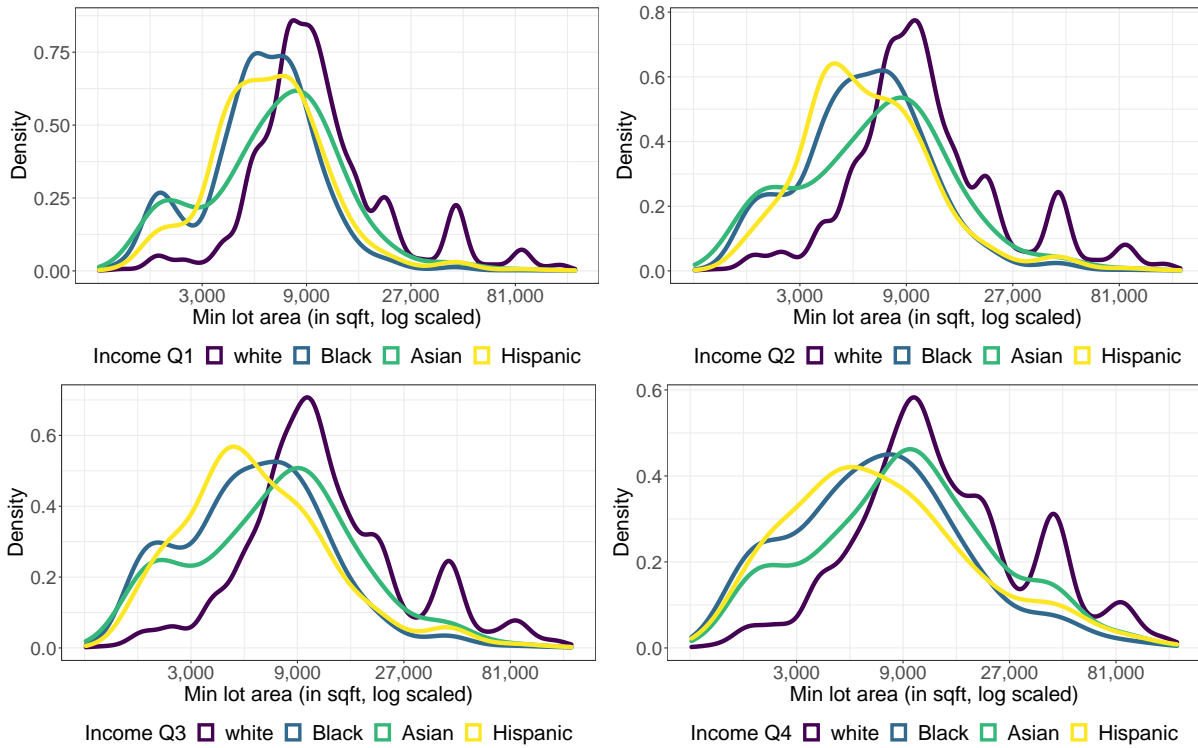 0.75
0.50
0.25
0.00
Density
3,000 9,000 27,000 81,000
Min lot area (in sqft, log scaled)
Income Q1 white Black Asian Hispanic
0.8
0.6
0.4
0.2
0.0
Density
3,000 9,000 27,000 81,000
Min lot area (in sqft, log scaled)
Income Q2 white Black Asian Hispanic
0.6
0.4
0.2
0.0
Density
3,000 9,000 27,000 81,000
Min lot area (in sqft, log scaled)
Income Q3 white Black Asian Hispanic
0.6
0.4
0.2
0.0
Density
3,000 9,000 27,000 81,000
Min lot area (in sqft, log scaled)
Income Q4 white Black Asian Hispanic